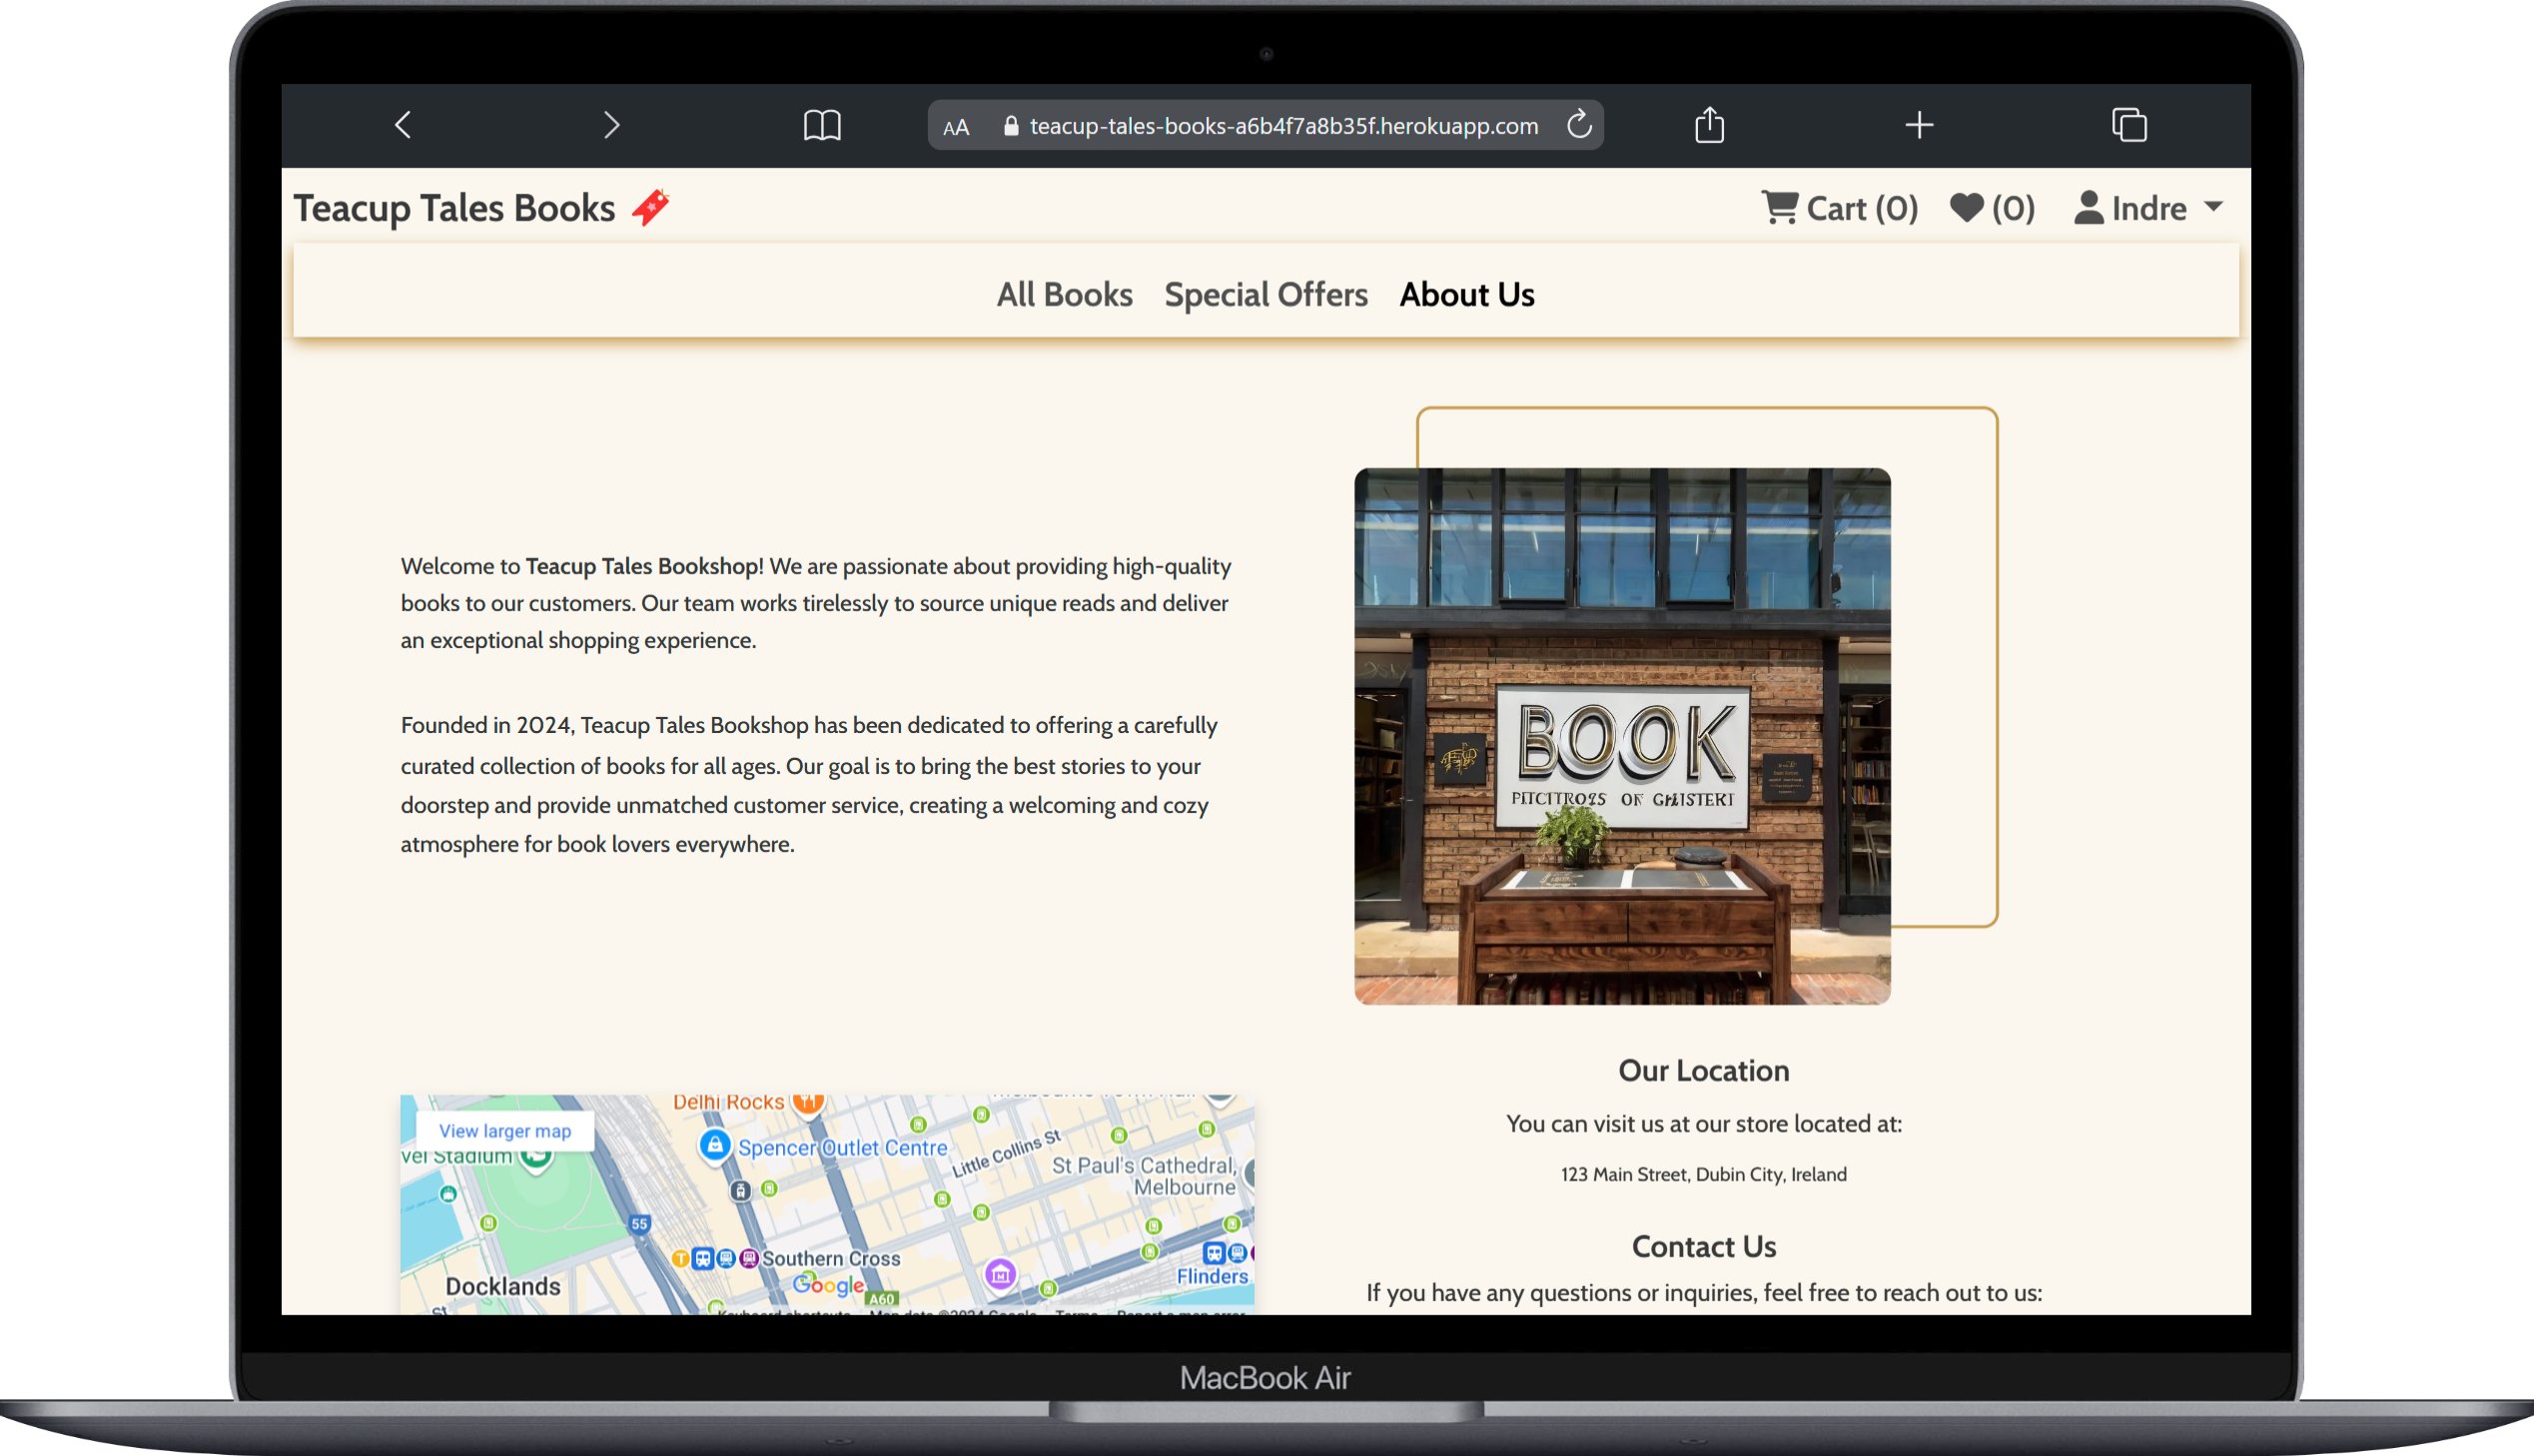 AA teacup-tales-books-a6b4f7a8b35f.herokuapp.com
Teacup Tales Books Cart (0) (0) Indre
All Books Special Offers About Us
Welcome to Teacup Tales Bookshop! We are passionate about providing high-quality
books to our customers. Our team works tirelessly to source unique reads and deliver
an exceptional shopping experience.
Founded in 2024, Teacup Tales Bookshop has been dedicated to offering a carefully
curated collection of books for all ages. Our goal is to bring the best stories to your
doorstep and provide unmatched customer service, creating a welcoming and cozy
atmosphere for book lovers everywhere.
BOOK
Our Location
You can visit us at our store located at:
123 Main Street, Dubin City, Ireland
Contact Us
If you have any questions or inquiries, feel free to reach out to us:
View larger map
Delhi Rocks
Spencer Outlet Centre
Little Collins St
St Paul's Cathedral,
Melbourne
vel Stadium
55
T Southern Cross
Google
A60
Docklands
St
Flinders
MacBook Air